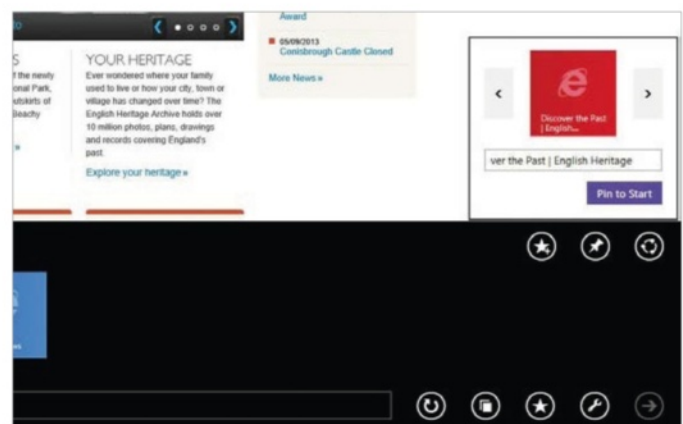 S
f the newly
onal Park,
utskirts of
Beachy
»
YOUR HERITAGE
Ever wondered where your family
used to live or how your city, town or
village has changed over time? The
English Heritage Archive holds over
10 million photos, plans, drawings
and records covering England's
past.
Explore your heritage »
Award
05/09/2013
Conisbrough Castle Closed
More News »
Discover the Past
| English...
ver the Past | English Heritage
Pin to Start